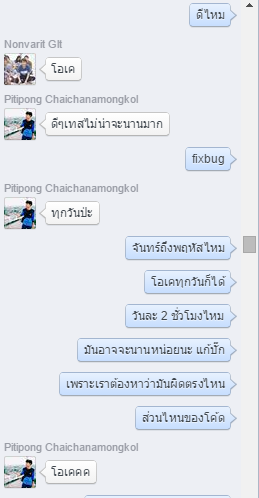 ดีไหม
Nonvarit Glt
โอเค
Pitipong Chaichanamongkol
ดีๆเทสไม่น่าจะนานมาก
fixbug
Pitipong Chaichanamongkol
ทุกวันป่ะ
จันทร์ถึงพฤหัสไหม
โอเคทุกวันก็ได้
วันละ 2 ชั่วโมงไหม
มันอาจจะนานหน่อยนะ แก้บั๊ก
เพราะเราต้องหาว่ามันผิดตรงไหน
ส่วนไหนของโค้ด
Pitipong Chaichanamongkol
โอเคคค